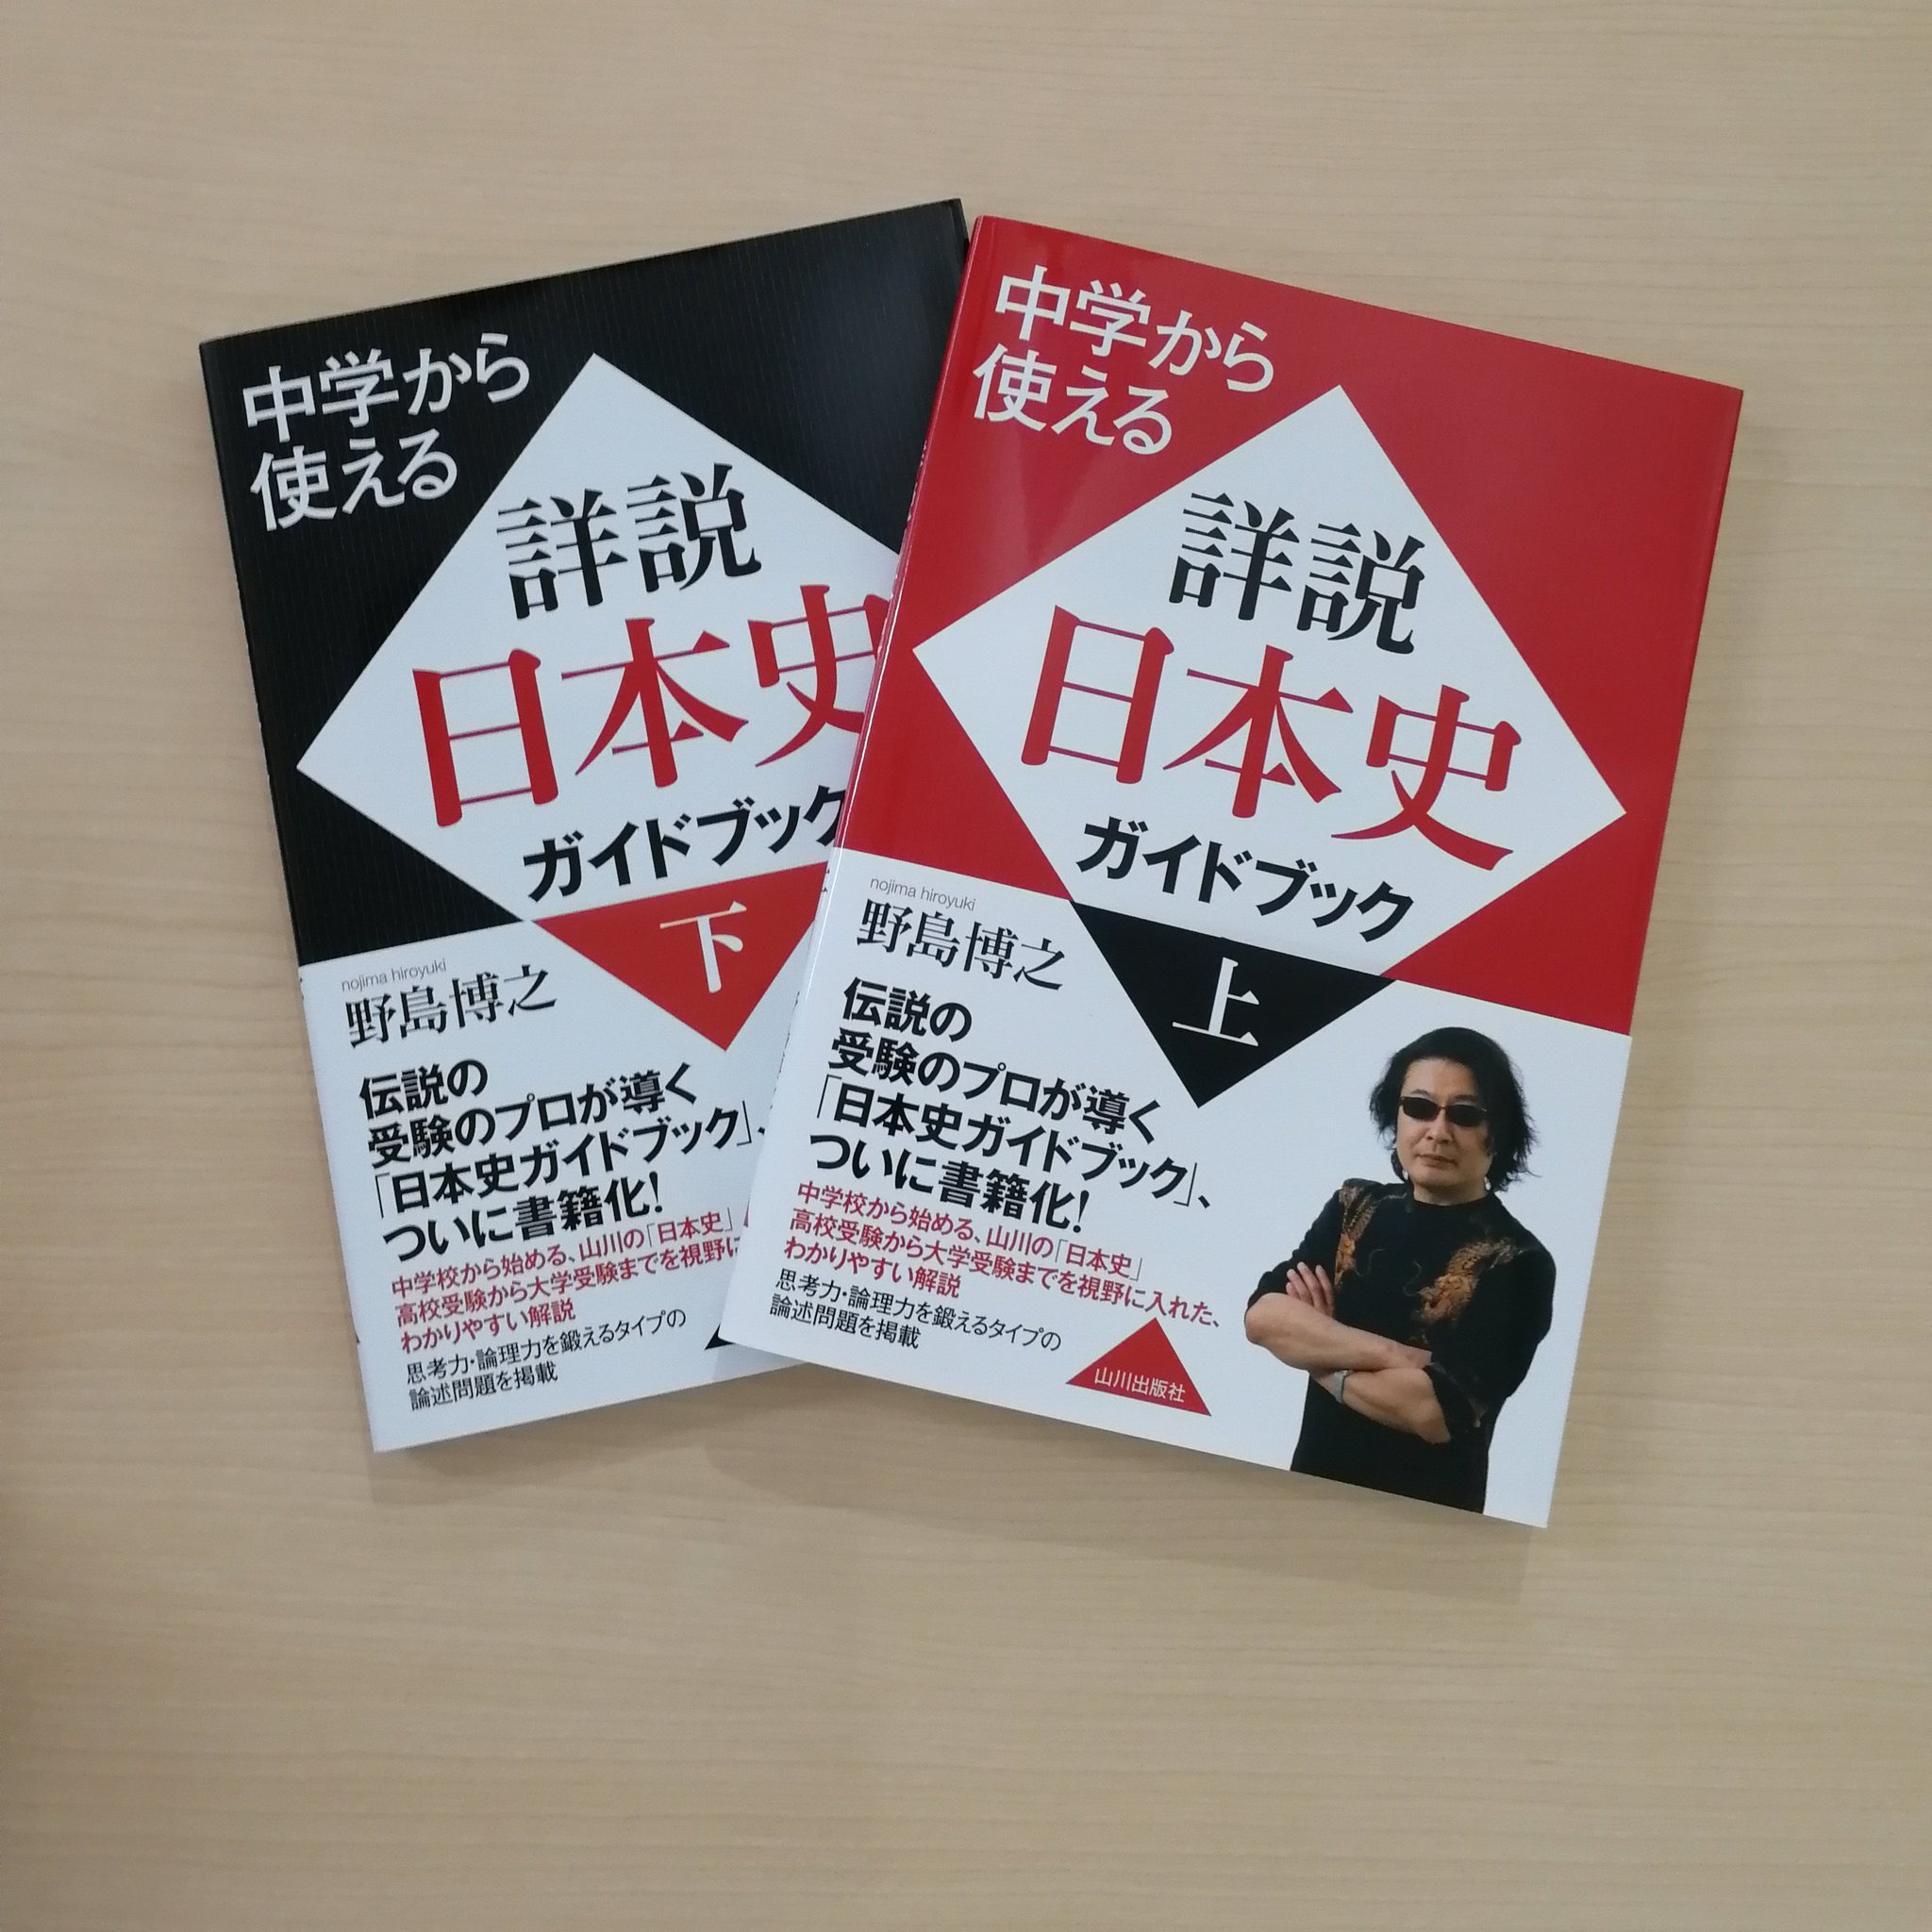 中学から
使える
詳説
日本史
ガイドブック
下
nojima hiroyuki
野島博之
伝説の
受験のプロが導く
「日本史ガイドブック」、
ついに書籍化!
中学校から始める、山川の「日本史」
高校受験から大学受験までを視野に
わかりやすい解説
思考力・論理力を鍛えるタイプの
論述問題を掲載
中学から
使える
詳説
日本史
ガイドブック
上
nojima hiroyuki
野島博之
伝説の
受験のプロが導く
「日本史ガイドブック」、
ついに書籍化!
中学校から始める、山川の「日本史」
高校受験から大学受験までを視野に入れた、
わかりやすい解説
思考力・論理力を鍛えるタイプの
論述問題を掲載
山川出版社